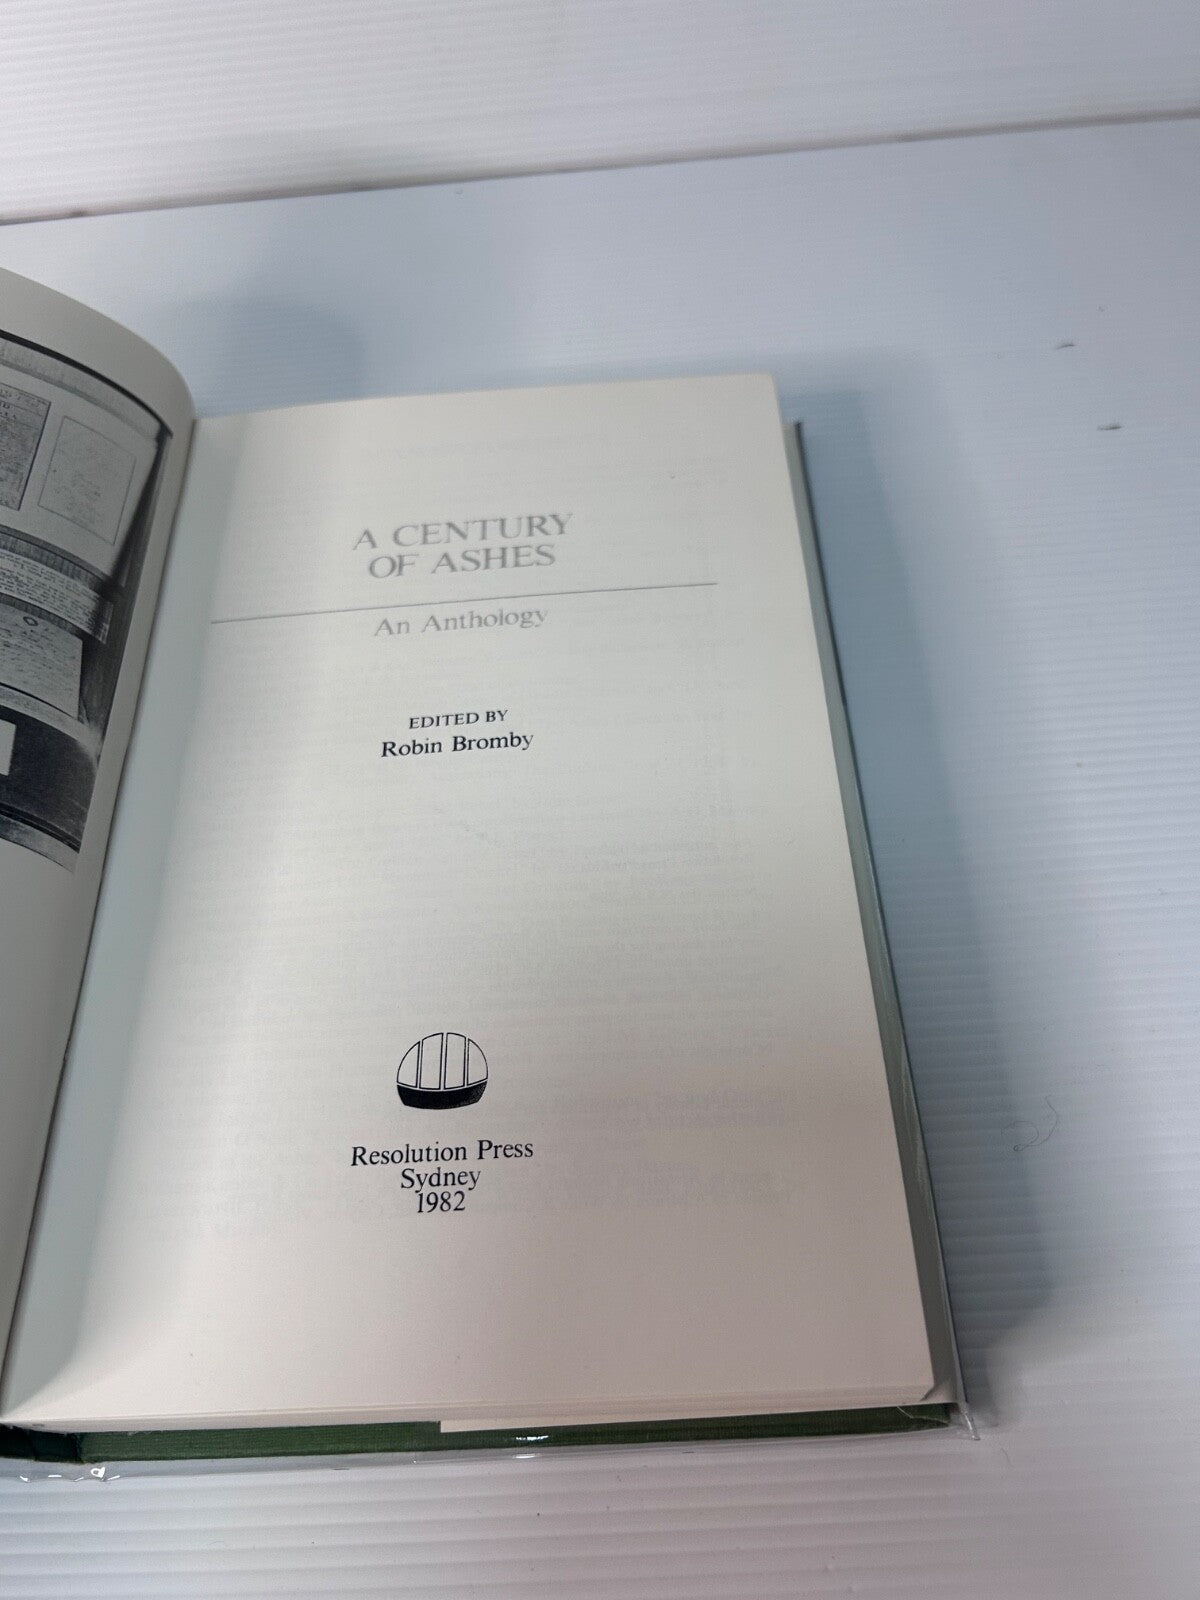 A CENTURY
OF ASHES
An Anthology
EDITED BY
Robin Bromby
Resolution Press
Sydney
1982